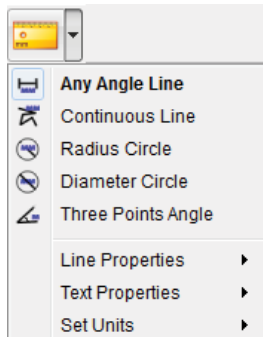 Any Angle Line
Continuous Line
Radius Circle
Diameter Circle
Three Points Angle
Line Properties
Text Properties
Set Units